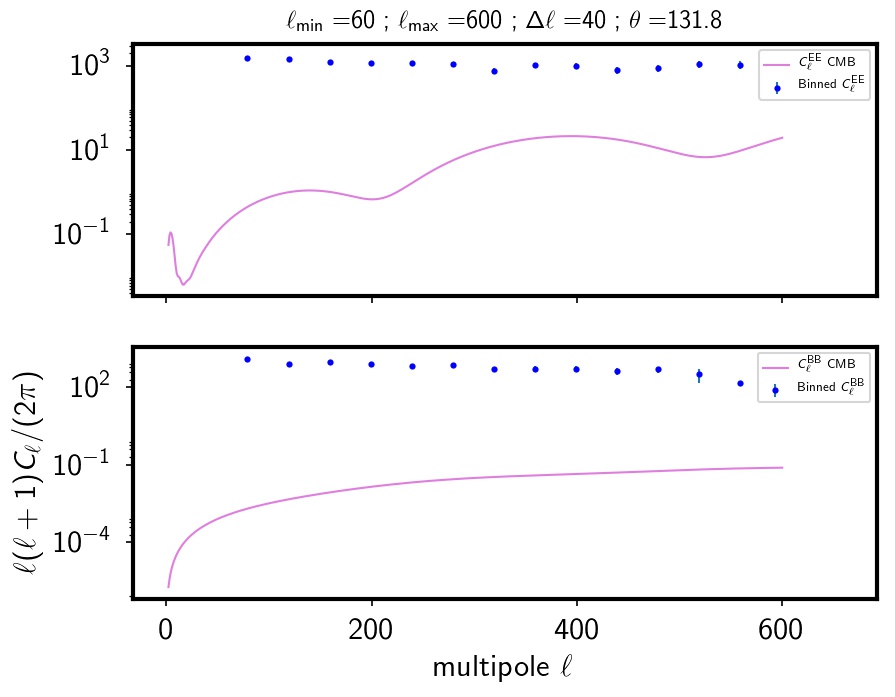 ℓ_min =60 ; ℓ_max =600 ; Δℓ =40 ; θ =131.8
10^3
10^1
10^−1
C_ℓ^EE CMB
Binned C_ℓ^EE
ℓ(ℓ + 1)C_ℓ/(2π)
10^2
10^−1
10^−4
C_ℓ^BB CMB
Binned C_ℓ^BB
0 200 400 600
multipole ℓ